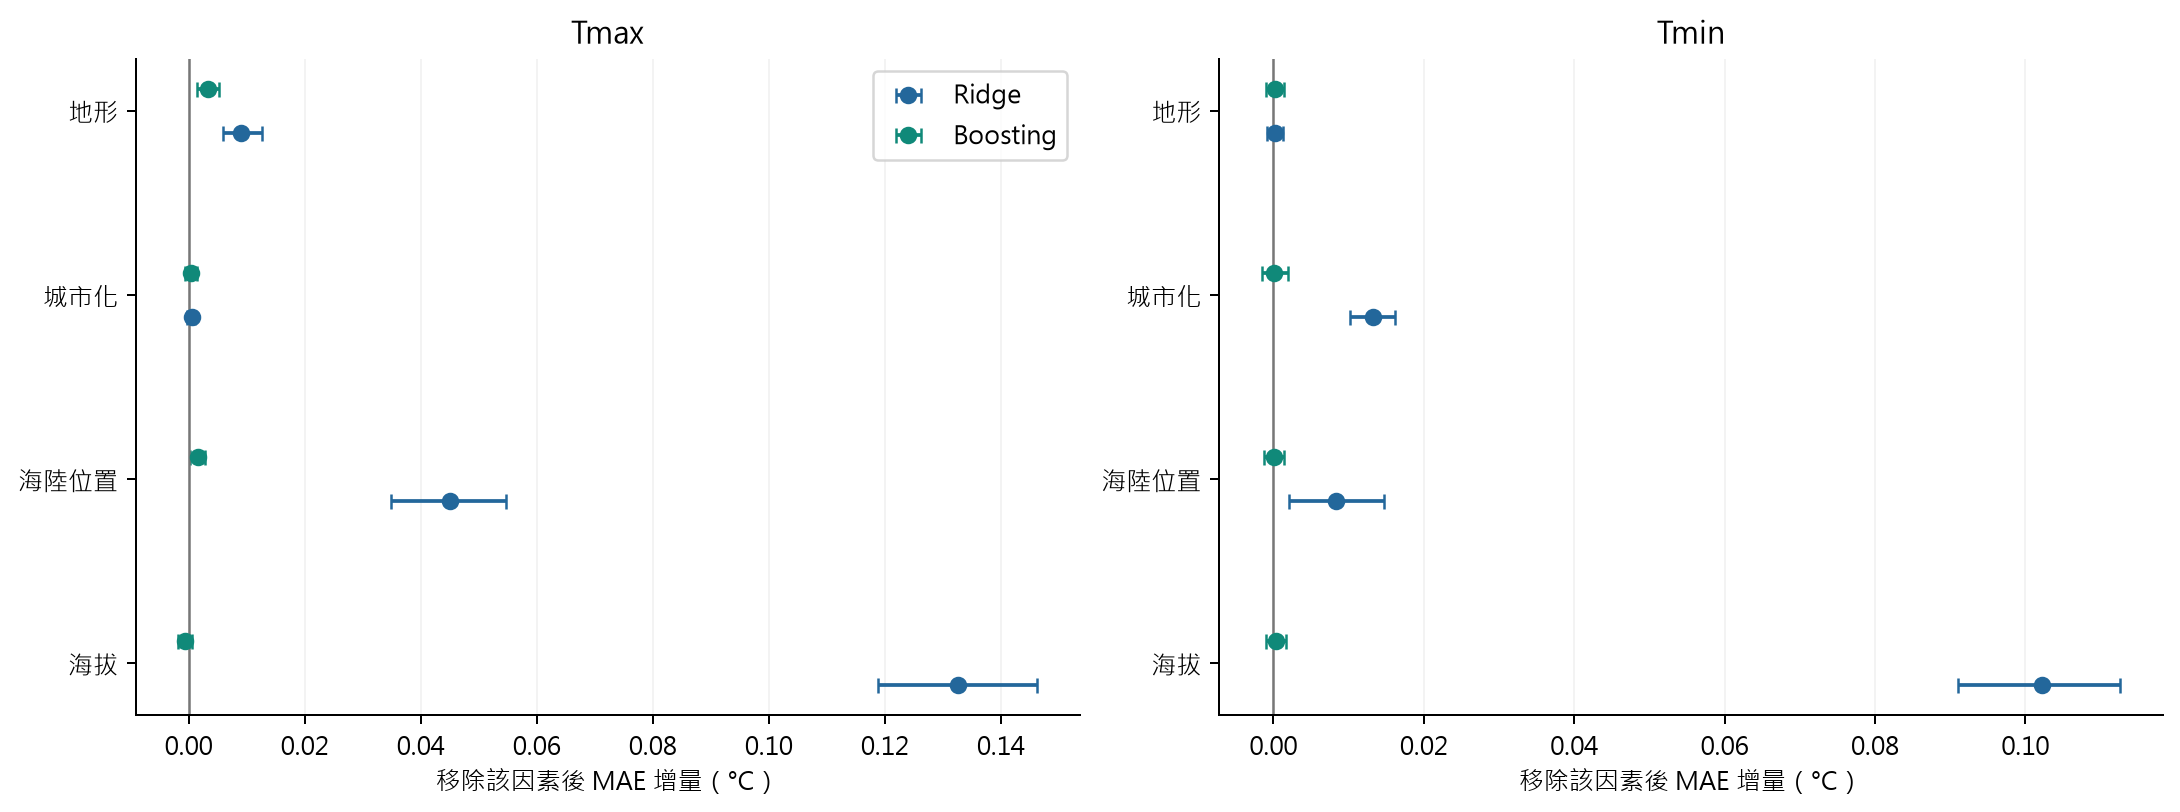 Tmax
Ridge
Boosting
地形
城市化
海陸位置
海拔
0.00 0.02 0.04 0.06 0.08 0.10 0.12 0.14
移除該因素後 MAE 增量（°C）
Tmin
地形
城市化
海陸位置
海拔
0.00 0.02 0.04 0.06 0.08 0.10
移除該因素後 MAE 增量（°C）